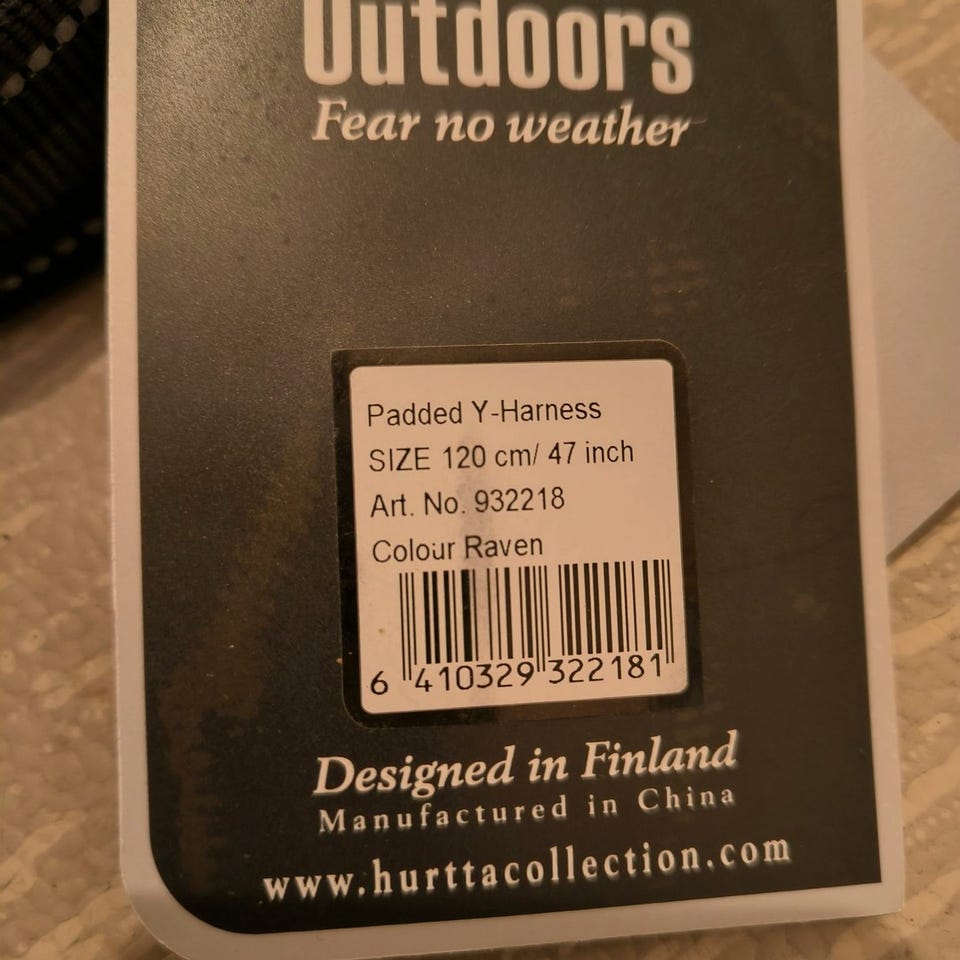 Outdoors
Fear no weather
Padded Y-Harness
SIZE 120 cm/ 47 inch
Art. No. 932218
Colour Raven
6 410329 322181
Designed in Finland
Manufactured in China
www.hurttacollection.com